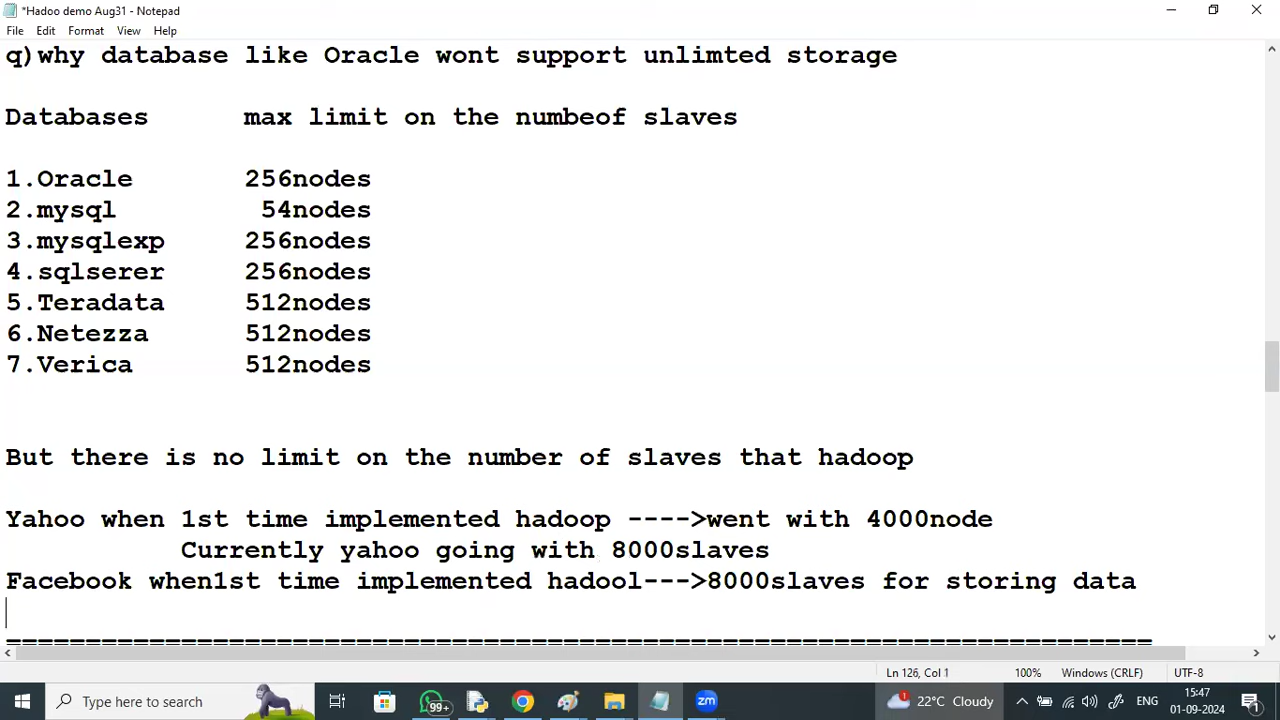 *Hadoo demo Aug31 - Notepad
File Edit Format View Help
q)why database like Oracle wont support unlimted storage
Databases max limit on the numbeof slaves
1.Oracle 256nodes
2.mysql 54nodes
3.mysqlexp 256nodes
4.sqlserer 256nodes
5.Teradata 512nodes
6.Netezza 512nodes
7.Verica 512nodes
But there is no limit on the number of slaves that hadoop
Yahoo when 1st time implemented hadoop ---->went with 4000node
Currently yahoo going with 8000slaves
Facebook when1st time implemented hadool--->8000slaves for storing data
========================================================================
Ln 126, Col 1 100% Windows (CRLF) UTF-8
Type here to search 99+ zm 1 22°C Cloudy ENG 15:47 1
01-09-2024